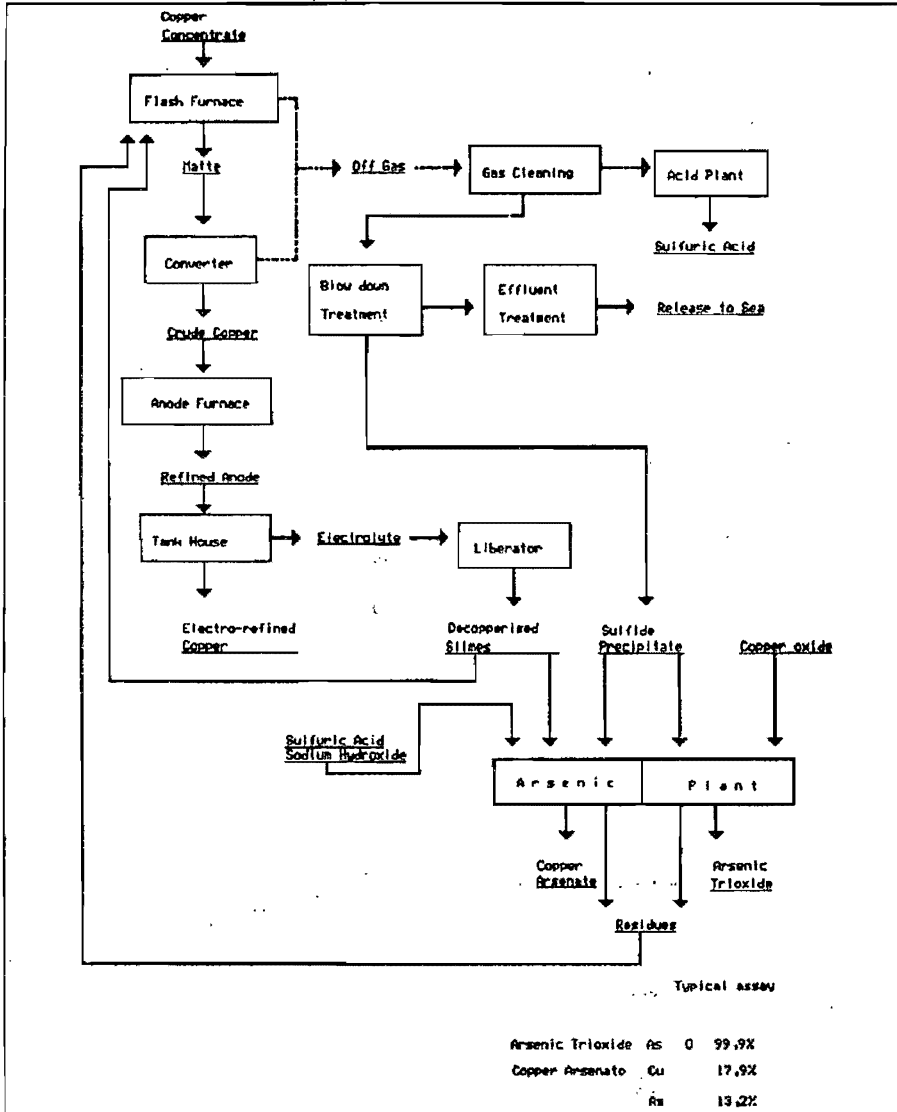 Copper
Concentrate
Flash Furnace
Matte
Off Gas
Gas Cleaning
Acid Plant
Sulfuric Acid
Converter
Blow down
Treatment
Effluent
Treatment
Release to Sea
Crude Copper
Anode Furnace
Refined Anode
Tank House
Electrolyte
Liberator
Electro-refined
Copper
Decopperized
Slimes
Sulfide
Precipitate
Copper oxide
Sulfuric Acid
Sodium Hydroxide
Arsenic Plant
Copper
Arsenate
Arsenic
Trioxide
Residues
Typical assay
Arsenic Trioxide As O 99.9%
Copper Arsenato Cu 17.9%
As 13.2%